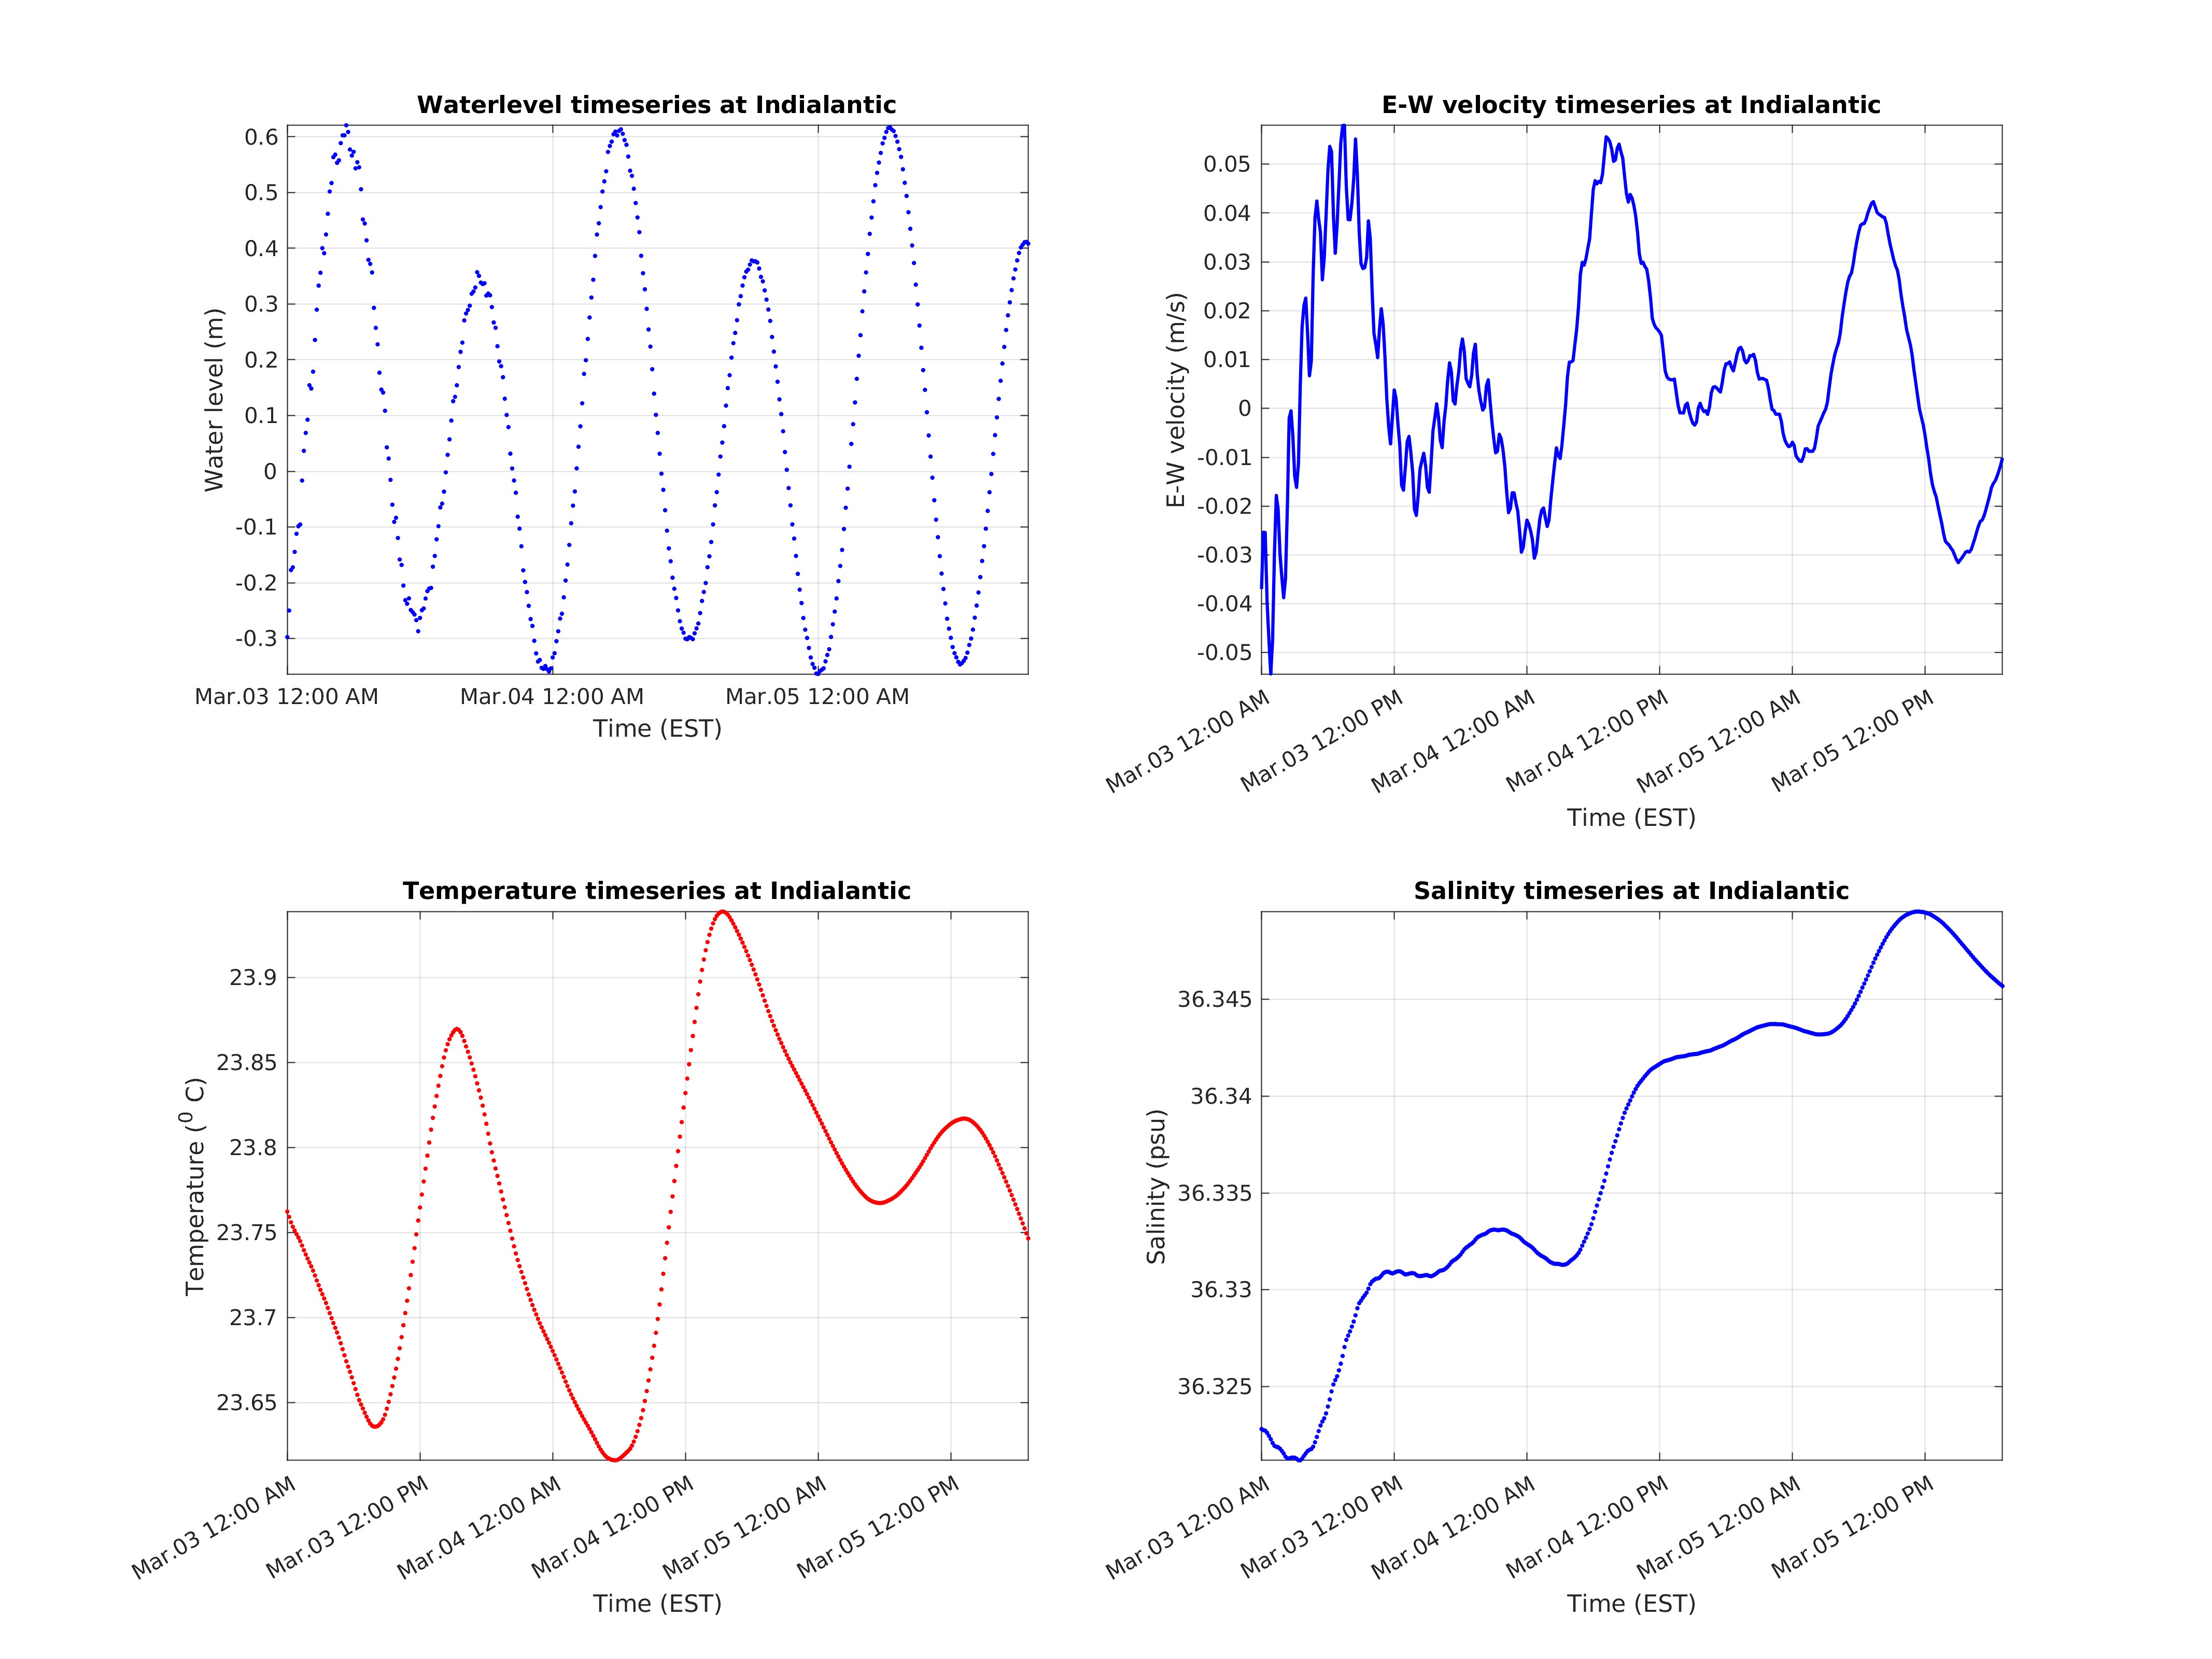 Waterlevel timeseries at Indialantic
0.6
0.5
0.4
0.3
0.2
0.1
0
-0.1
-0.2
-0.3
Water level (m)
Mar.03 12:00 AM
Mar.04 12:00 AM
Mar.05 12:00 AM
Time (EST)
E-W velocity timeseries at Indialantic
0.05
0.04
0.03
0.02
0.01
0
-0.01
-0.02
-0.03
-0.04
-0.05
E-W velocity (m/s)
Mar.03 12:00 AM
Mar.03 12:00 PM
Mar.04 12:00 AM
Mar.04 12:00 PM
Mar.05 12:00 AM
Mar.05 12:00 PM
Time (EST)
Temperature timeseries at Indialantic
23.9
23.85
23.8
23.75
23.7
23.65
Temperature (⁰ C)
Mar.03 12:00 AM
Mar.03 12:00 PM
Mar.04 12:00 AM
Mar.04 12:00 PM
Mar.05 12:00 AM
Mar.05 12:00 PM
Time (EST)
Salinity timeseries at Indialantic
36.345
36.34
36.335
36.33
36.325
Salinity (psu)
Mar.03 12:00 AM
Mar.03 12:00 PM
Mar.04 12:00 AM
Mar.04 12:00 PM
Mar.05 12:00 AM
Mar.05 12:00 PM
Time (EST)